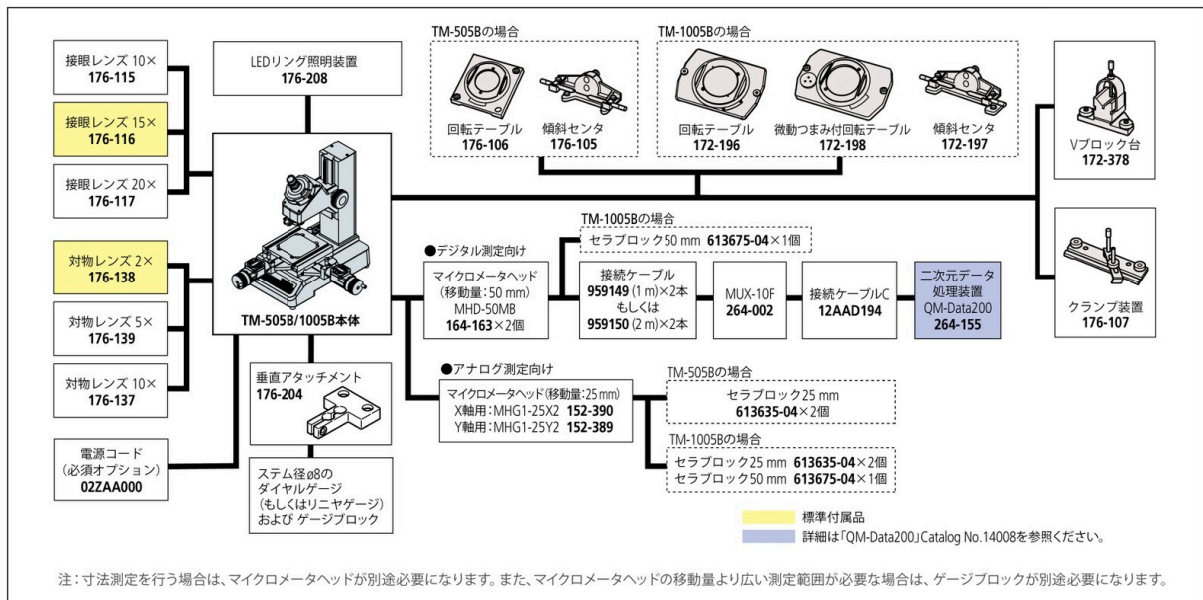 接眼レンズ 10×
176-115
接眼レンズ 15×
176-116
接眼レンズ 20×
176-117
対物レンズ 2×
176-138
対物レンズ 5×
176-139
対物レンズ 10×
176-137
電源コード
(必須オプション)
02ZAA000
LEDリング照明装置
176-208
TM-505B/1005B本体
垂直アタッチメント
176-204
ステム径ø8の
ダイヤルゲージ
(もしくはリニヤゲージ)
および ゲージブロック
TM-505Bの場合
回転テーブル
176-106
傾斜センタ
176-105
TM-1005Bの場合
回転テーブル
172-196
微動つまみ付回転テーブル
172-198
傾斜センタ
172-197
Vブロック台
172-378
クランプ装置
176-107
●デジタル測定向け
マイクロメータヘッド
(移動量:50 mm)
MHD-50MB
164-163×2個
TM-1005Bの場合
セラブロック50 mm 613675-04×1個
接続ケーブル
959149 (1 m)×2本
もしくは
959150 (2 m)×2本
MUX-10F
264-002
接続ケーブルC
12AAD194
二次元データ
処理装置
QM-Data200
264-155
●アナログ測定向け
マイクロメータヘッド(移動量:25 mm)
X軸用:MHG1-25X2 152-390
Y軸用:MHG1-25Y2 152-389
TM-505Bの場合
セラブロック25 mm
613635-04×2個
TM-1005Bの場合
セラブロック25 mm 613635-04×2個
セラブロック50 mm 613675-04×1個
標準付属品
詳細は「QM-Data200」Catalog No.14008を参照ください。
注:寸法測定を行う場合は、マイクロメータヘッドが別途必要になります。また、マイクロメータヘッドの移動量より広い測定範囲が必要な場合は、ゲージブロックが別途必要になります。